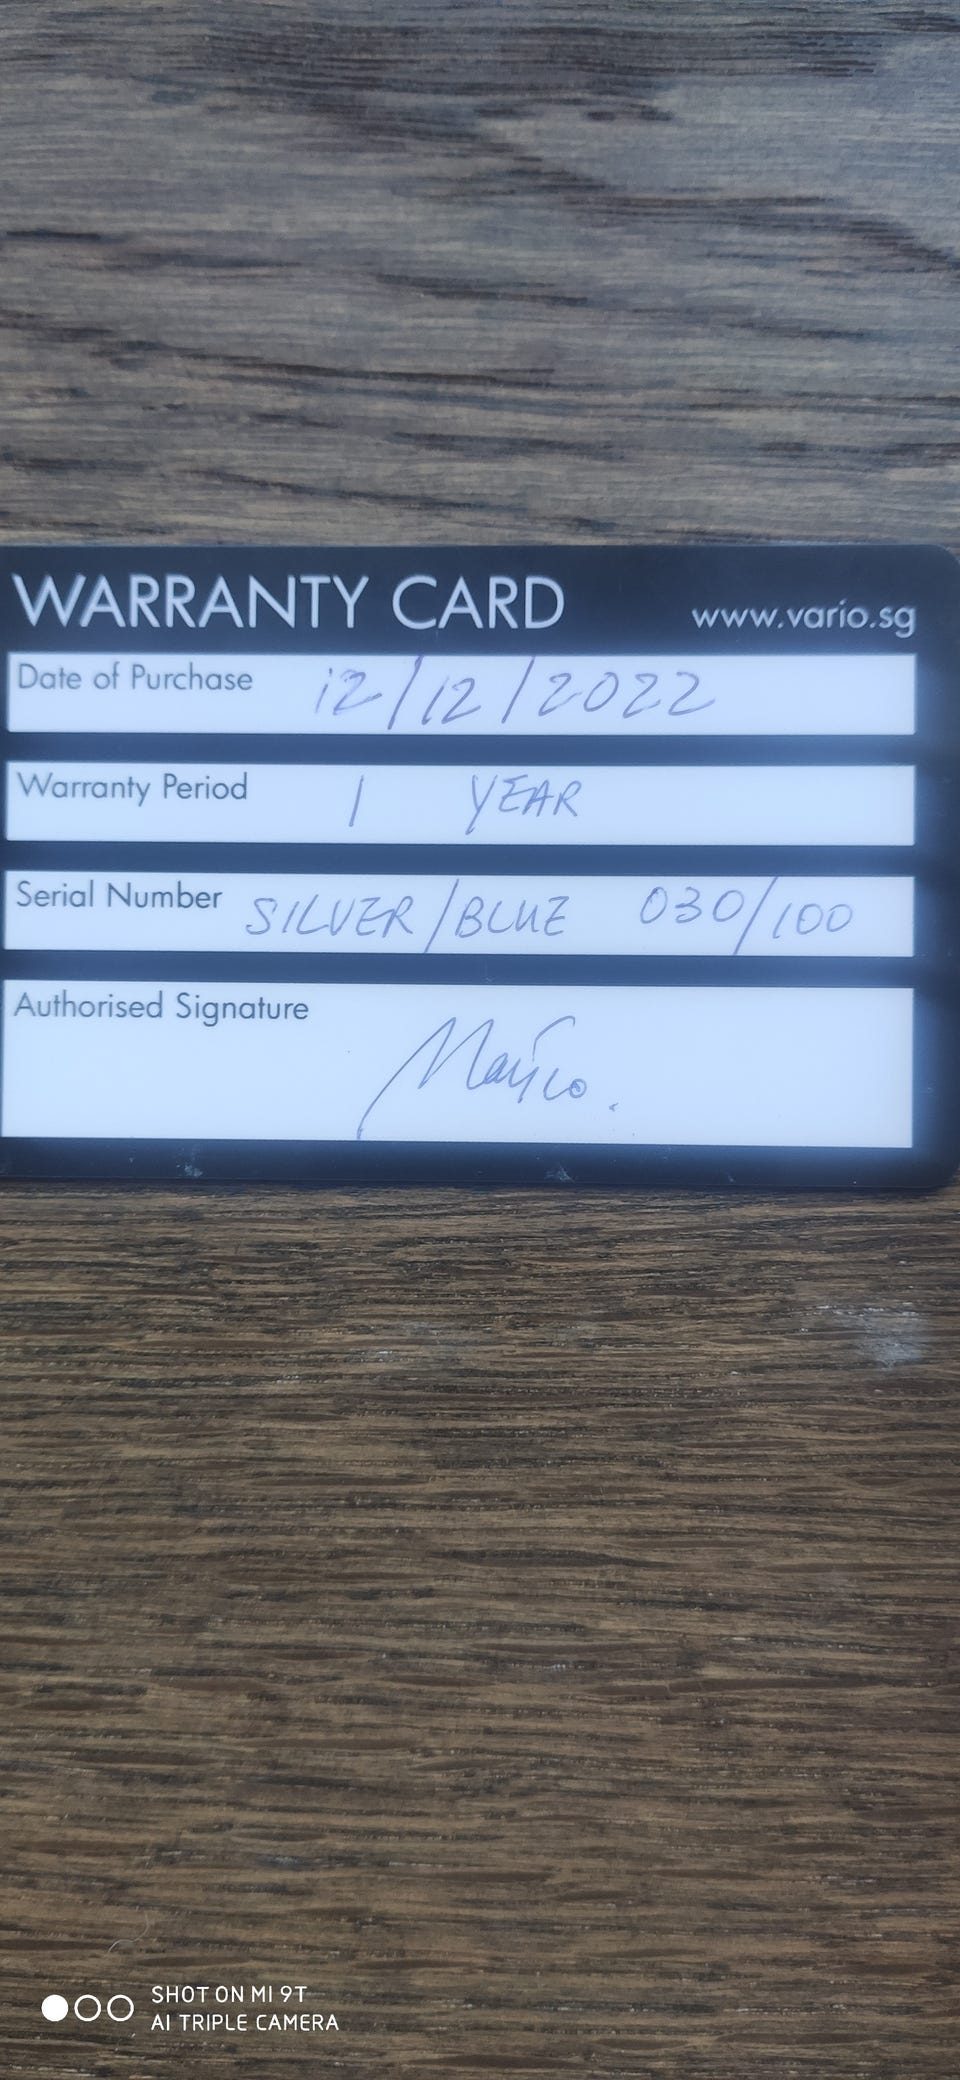 WARRANTY CARD www.vario.sg
Date of Purchase 12/12/2022
Warranty Period 1 YEAR
Serial Number SILVER/BLUE 030/100
Authorised Signature
SHOT ON MI 9T
AI TRIPLE CAMERA